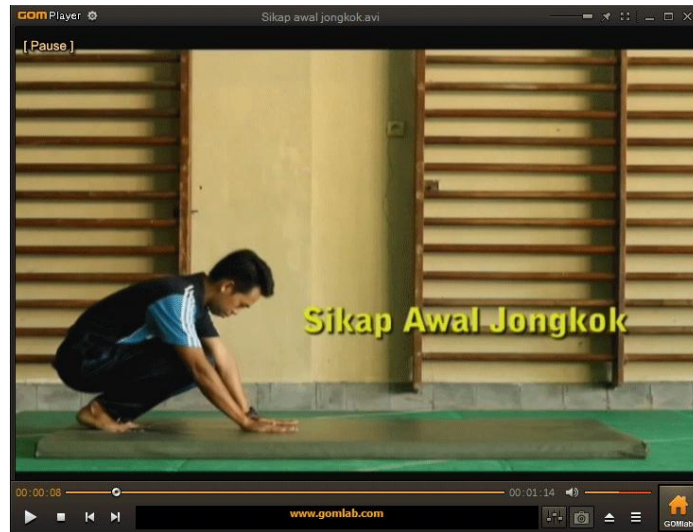 GOM Player
Sikap awal jongkok.avi
[ Pause ]
Sikap Awal Jongkok
00:00:08
00:01:14
www.gomlab.com
GOMlab